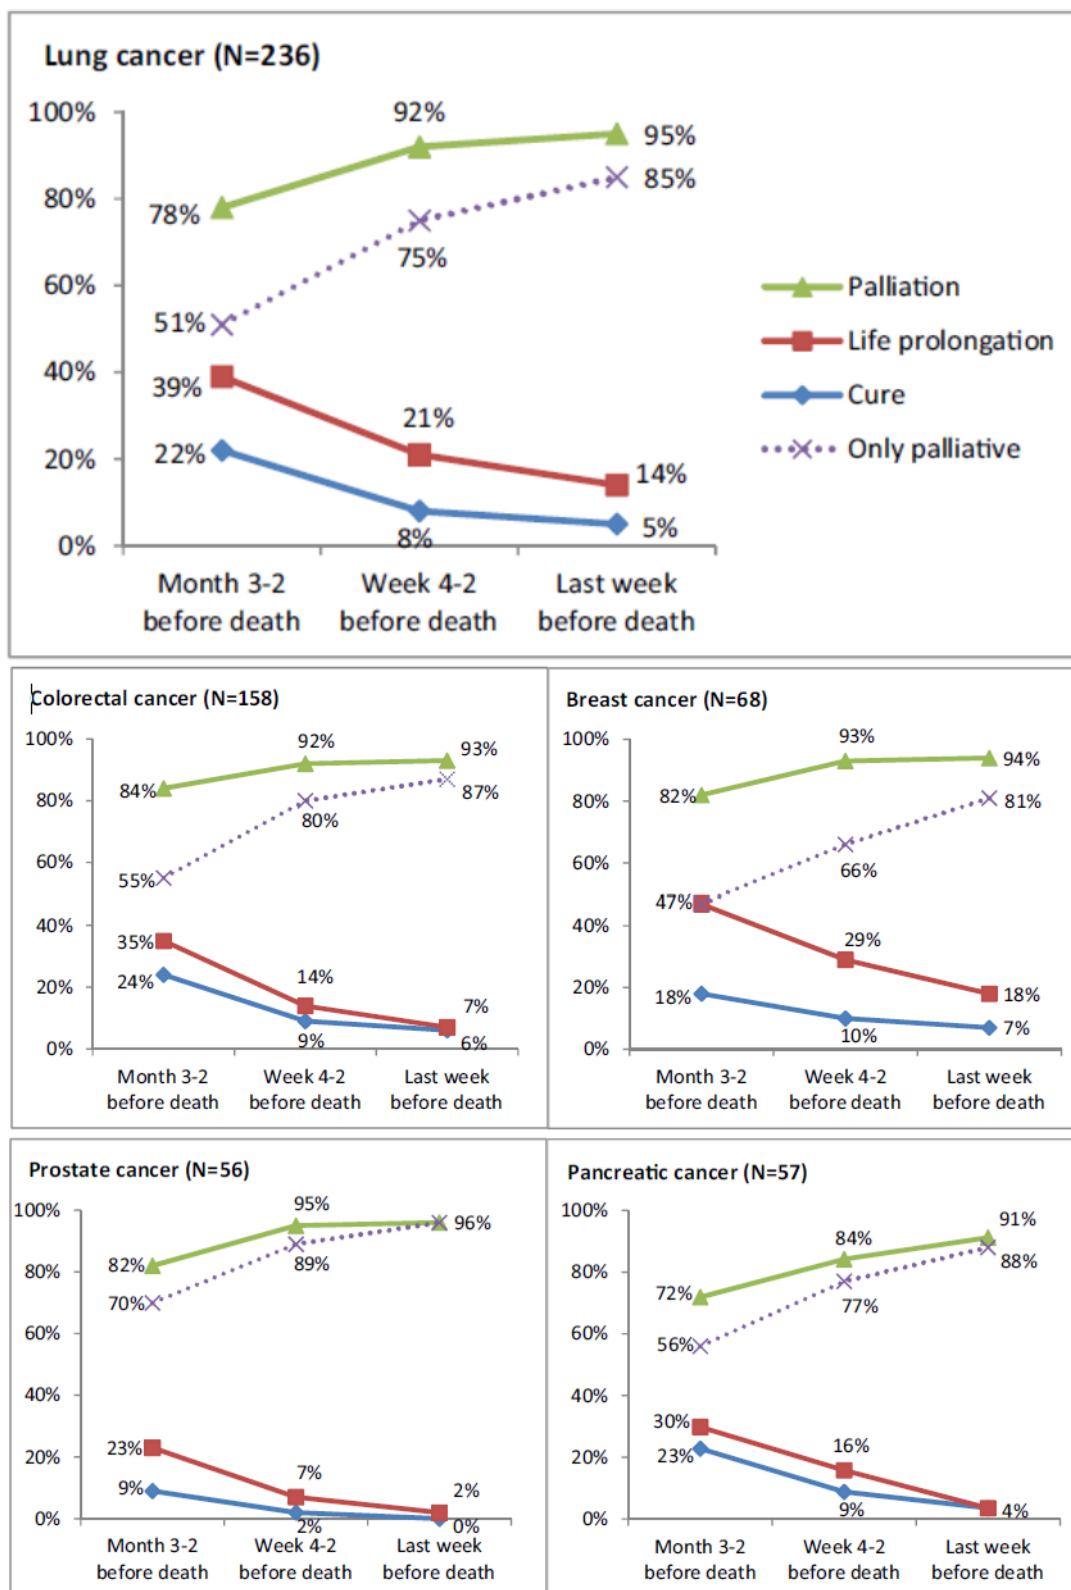 Lung cancer (N=236)
100%
80%
60%
40%
20%
0%
78%
92%
95%
51%
75%
85%
39%
21%
14%
22%
8%
5%
Month 3-2
before death
Week 4-2
before death
Last week
before death
Palliation
Life prolongation
Cure
Only palliative
Colorectal cancer (N=158)
100%
80%
60%
40%
20%
0%
84%
92%
93%
55%
80%
87%
35%
14%
7%
24%
9%
6%
Month 3-2
before death
Week 4-2
before death
Last week
before death
Breast cancer (N=68)
100%
80%
60%
40%
20%
0%
82%
93%
94%
47%
66%
81%
29%
18%
18%
10%
7%
Month 3-2
before death
Week 4-2
before death
Last week
before death
Prostate cancer (N=56)
100%
80%
60%
40%
20%
0%
82%
95%
96%
70%
89%
23%
7%
2%
9%
2%
0%
Month 3-2
before death
Week 4-2
before death
Last week
before death
Pancreatic cancer (N=57)
100%
80%
60%
40%
20%
0%
72%
84%
91%
56%
77%
88%
30%
16%
4%
23%
9%
Month 3-2
before death
Week 4-2
before death
Last week
before death